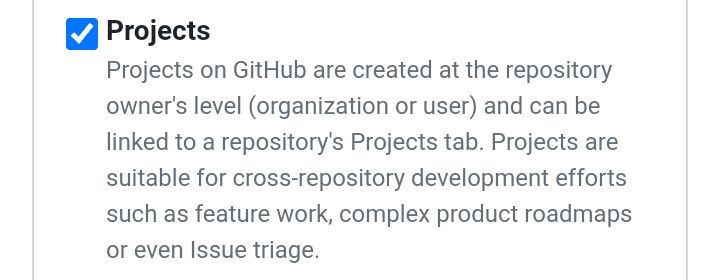 Projects
Projects on GitHub are created at the repository
owner's level (organization or user) and can be
linked to a repository's Projects tab. Projects are
suitable for cross-repository development efforts
such as feature work, complex product roadmaps
or even Issue triage.